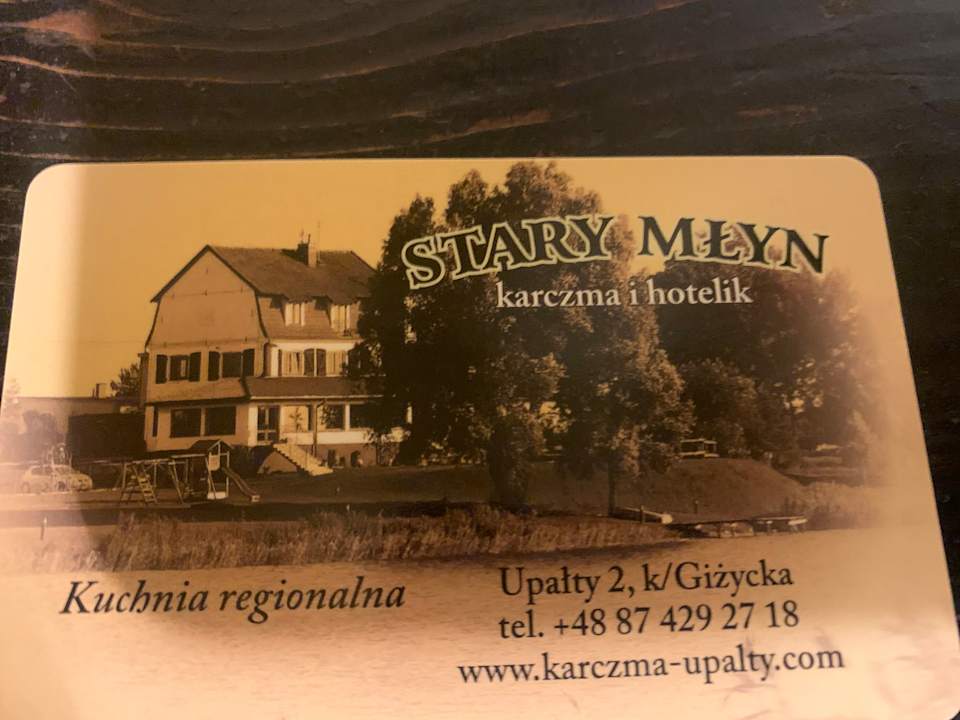 STARY MŁYN
karczma i hotelik
Kuchnia regionalna
Upałty 2, k/Giżycka
tel. +48 87 429 27 18
www.karczma-upalty.com